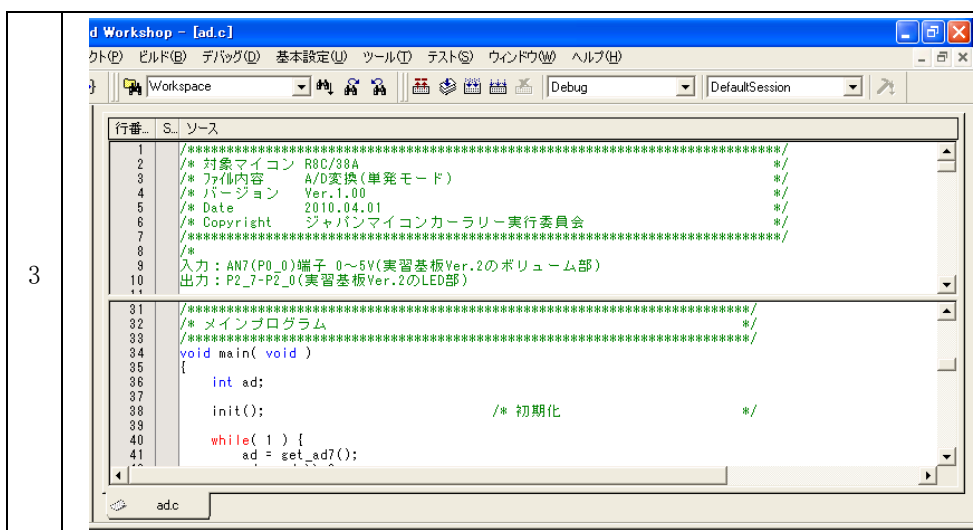 3
d Workshop - [ad.c]
クト(P) ビルド(B) デバッグ(D) 基本設定(U) ツール(T) テスト(S) ウィンドウ(W) ヘルプ(H)
Workspace Debug DefaultSession
行番... S.. ソース
1 /***************************************************************************/
2 /* 対象マイコン R8C/38A */
3 /* ファイル内容 A/D変換(単発モード) */
4 /* バージョン Ver.1.00 */
5 /* Date 2010.04.01 */
6 /* Copyright ジャパンマイコンカーラリー実行委員会 */
7 /***************************************************************************/
8 /*
9 入力：AN7(P0_0)端子 0～5V(実習基板Ver.2のボリューム部)
10 出力：P2_7-P2_0(実習基板Ver.2のLED部)
31 /***********************************************************************/
32 /* メインプログラム */
33 /***********************************************************************/
34 void main( void )
35 {
36 int ad;
37
38 init(); /* 初期化 */
39
40 while( 1 ) {
41 ad = get_ad7();
ad.c